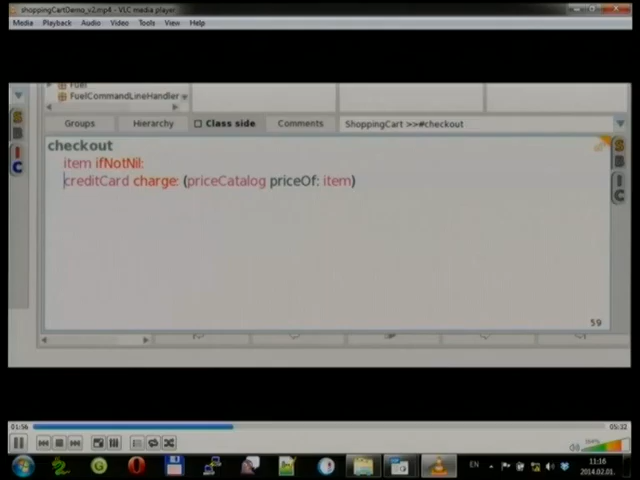 shoppingCartDemo_v2.mp4 - VLC media player
Media Playback Audio Video Tools View Help
Fuel
FuelCommandLineHandler
Groups Hierarchy Class side Comments ShoppingCart >>#checkout
S
B
I
C
S
B
I
C
checkout
item ifNotNil:
creditCard charge: (priceCatalog priceOf: item)
59
01:56
05:32
EN
11:16
2014.02.01.